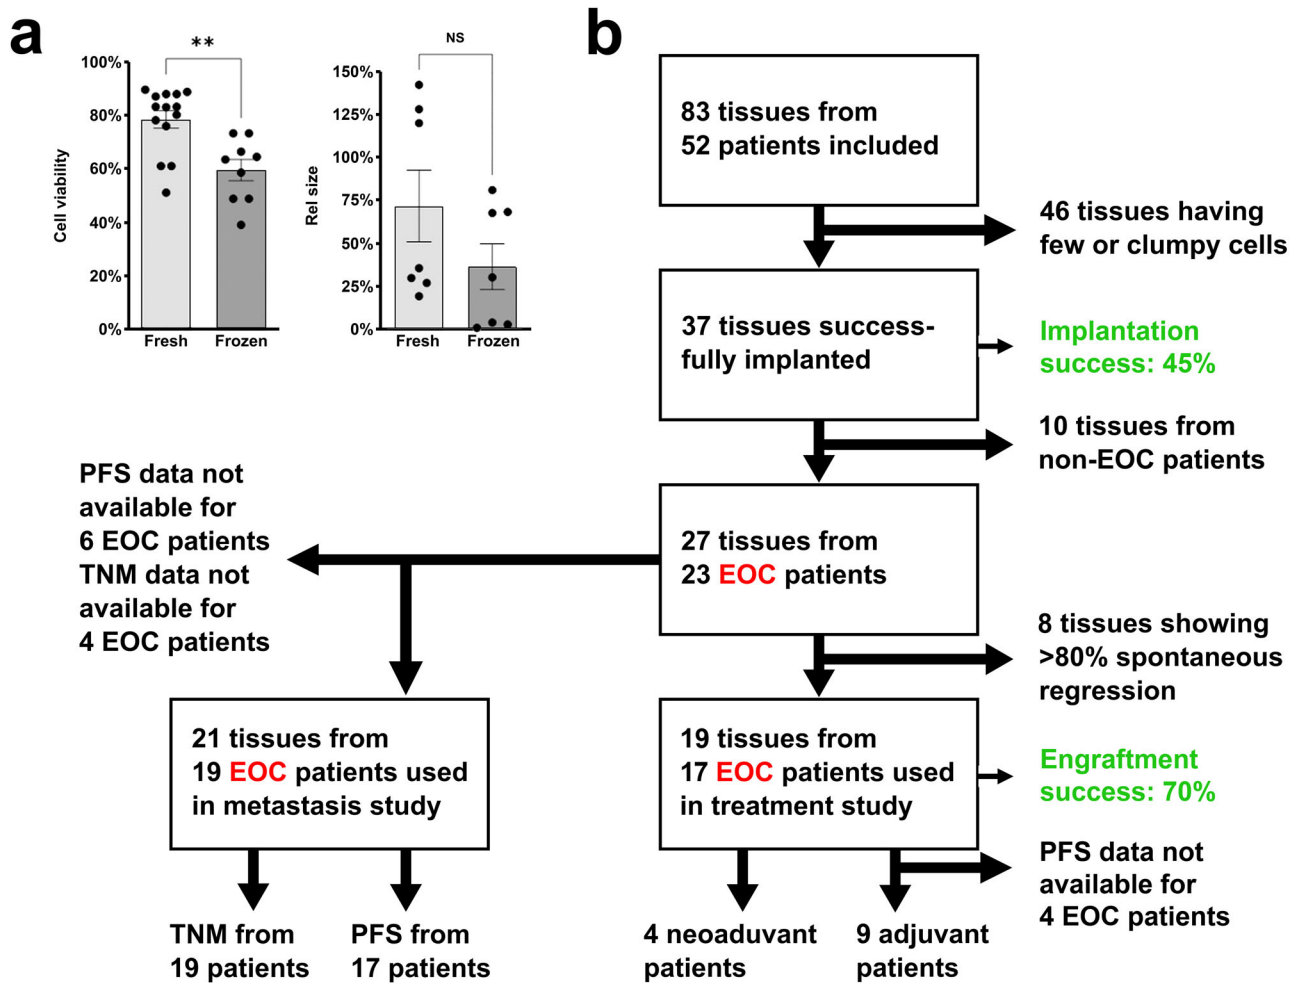 a
**
100%
80%
60%
40%
20%
0%
Cell viability
Fresh
Frozen
NS
150%
125%
100%
75%
50%
25%
0%
Rel size
Fresh
Frozen
b
83 tissues from
52 patients included
46 tissues having
few or clumpy cells
37 tissues success-
fully implanted
Implantation
success: 45%
10 tissues from
non-EOC patients
27 tissues from
23 EOC patients
PFS data not
available for
6 EOC patients
TNM data not
available for
4 EOC patients
8 tissues showing
>80% spontaneous
regression
21 tissues from
19 EOC patients used
in metastasis study
19 tissues from
17 EOC patients used
in treatment study
Engraftment
success: 70%
PFS data not
available for
4 EOC patients
TNM from
19 patients
PFS from
17 patients
4 neoaduvant
patients
9 adjuvant
patients